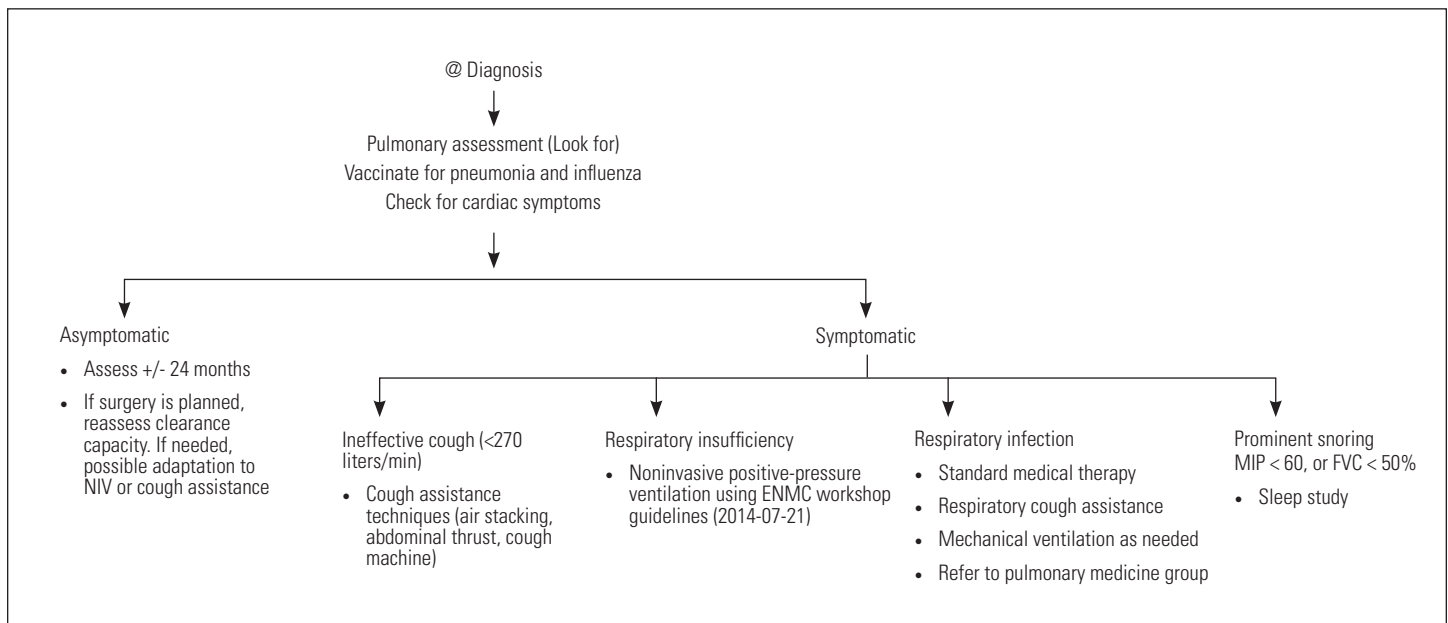 @ Diagnosis
Pulmonary assessment (Look for)
Vaccinate for pneumonia and influenza
Check for cardiac symptoms
Asymptomatic
• Assess +/- 24 months
• If surgery is planned,
reassess clearance
capacity. If needed,
possible adaptation to
NIV or cough assistance
Symptomatic
Ineffective cough (<270
liters/min)
• Cough assistance
techniques (air stacking,
abdominal thrust, cough
machine)
Respiratory insufficiency
• Noninvasive positive-pressure
ventilation using ENMC workshop
guidelines (2014-07-21)
Respiratory infection
• Standard medical therapy
• Respiratory cough assistance
• Mechanical ventilation as needed
• Refer to pulmonary medicine group
Prominent snoring
MIP < 60, or FVC < 50%
• Sleep study